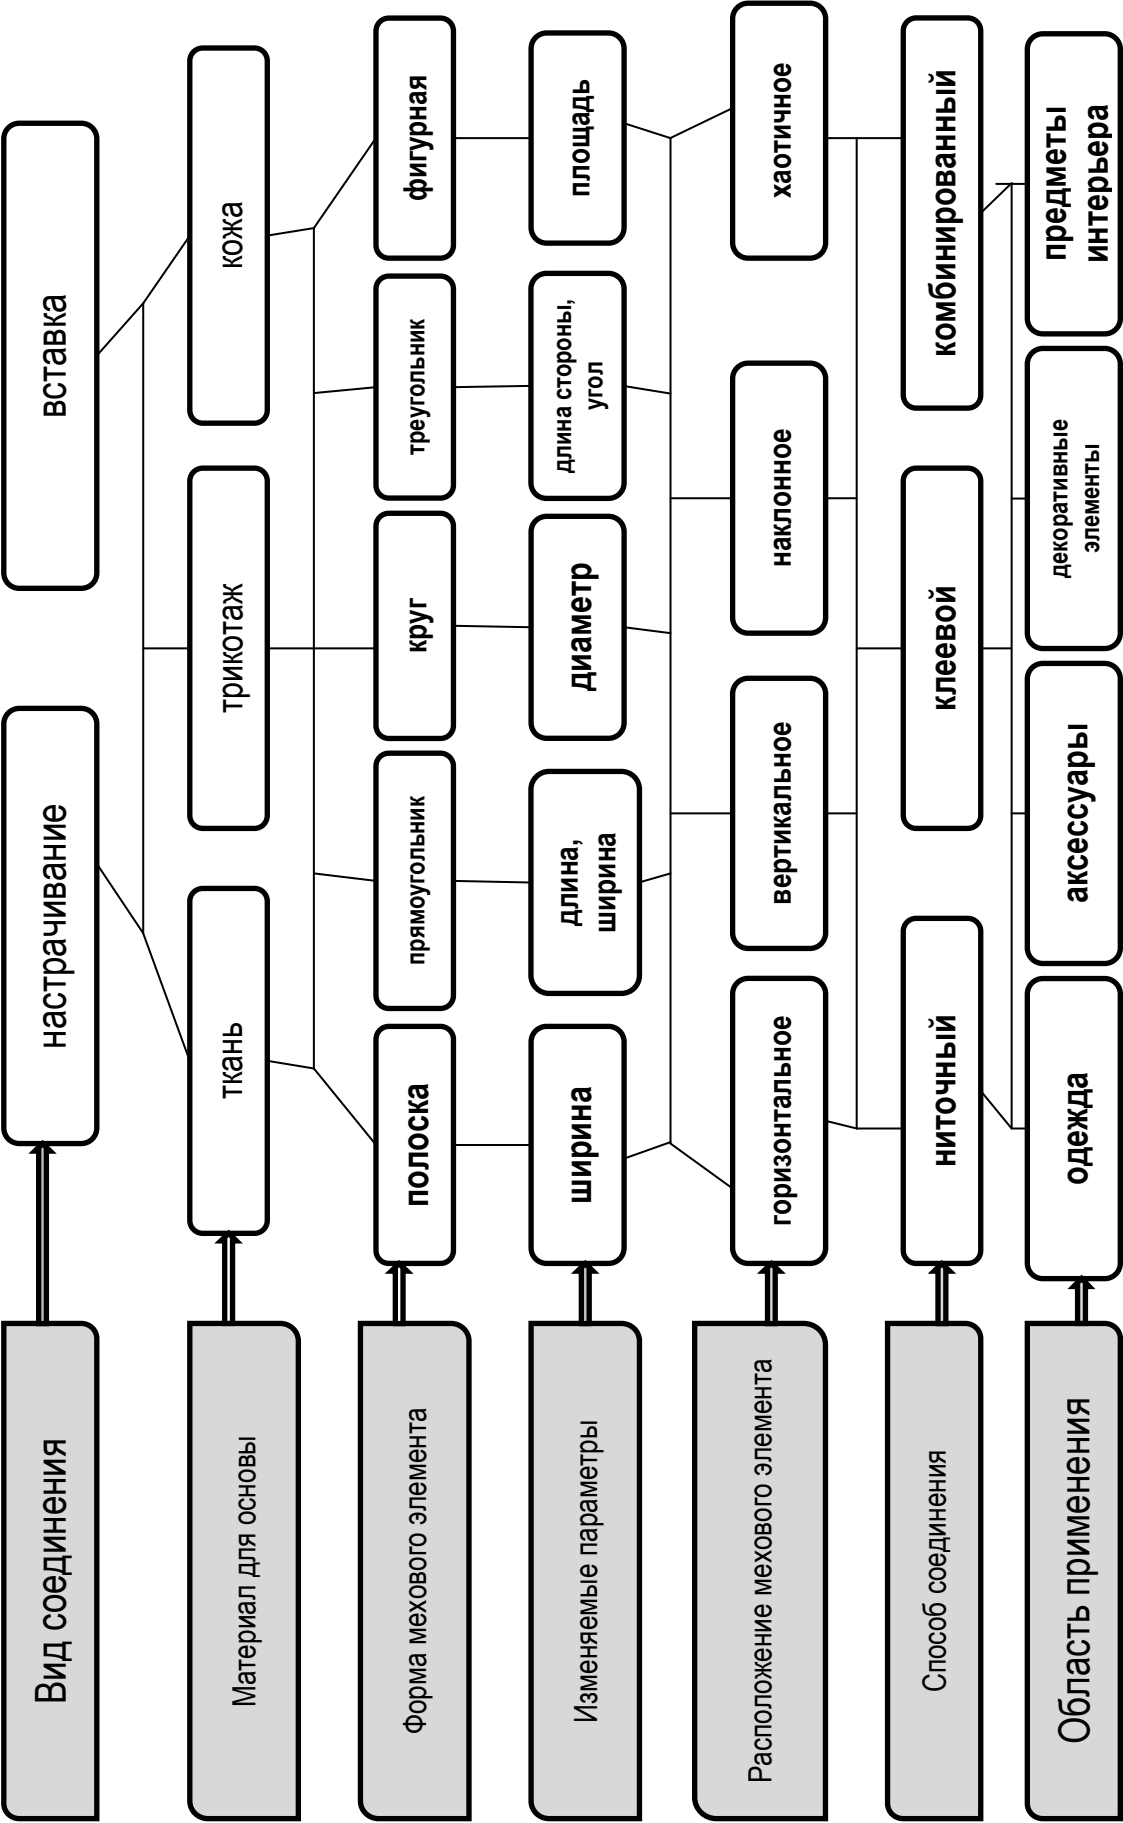 Вид соединения
настрачивание
вставка
Материал для основы
ткань
трикотаж
кожа
Форма мехового элемента
полоска
прямоугольник
круг
треугольник
фигурная
Изменяемые параметры
ширина
длина,
ширина
диаметр
длина стороны,
угол
площадь
Расположение мехового элемента
горизонтальное
вертикальное
наклонное
хаотичное
Способ соединения
ниточный
клеевой
комбинированный
Область применения
одежда
аксессуары
декоративные
элементы
предметы
интерьера